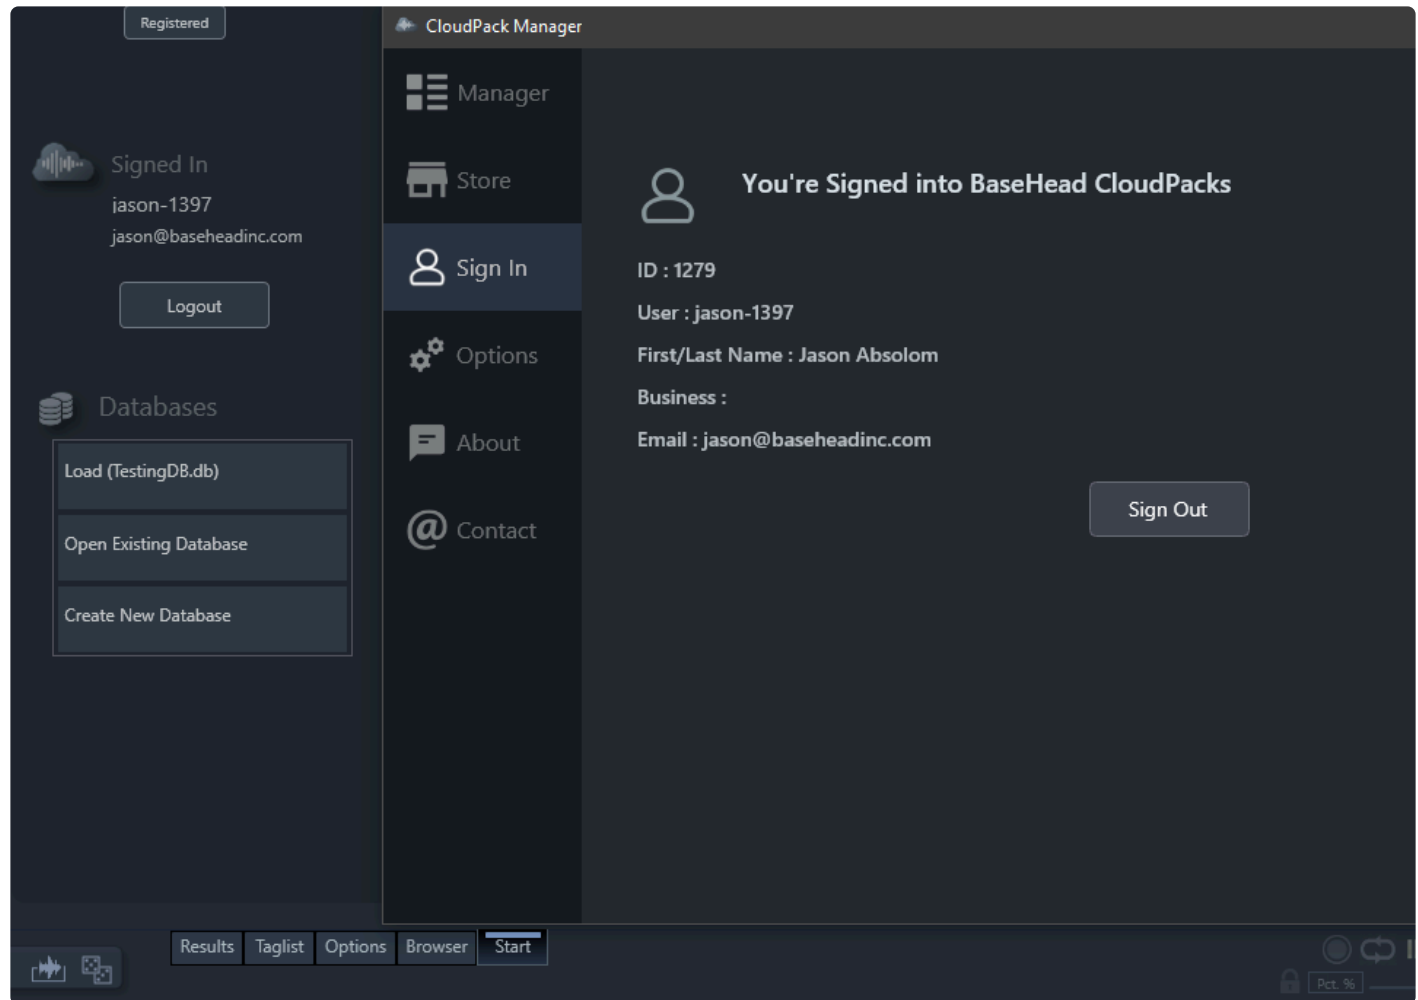 Registered
Signed In
jason-1397
jason@baseheadinc.com
Logout
Databases
Load (TestingDB.db)
Open Existing Database
Create New Database
CloudPack Manager
Manager
Store
Sign In
Options
About
Contact
You're Signed into BaseHead CloudPacks
ID : 1279
User : jason-1397
First/Last Name : Jason Absolom
Business :
Email : jason@baseheadinc.com
Sign Out
Results Taglist Options Browser Start
Pct. %